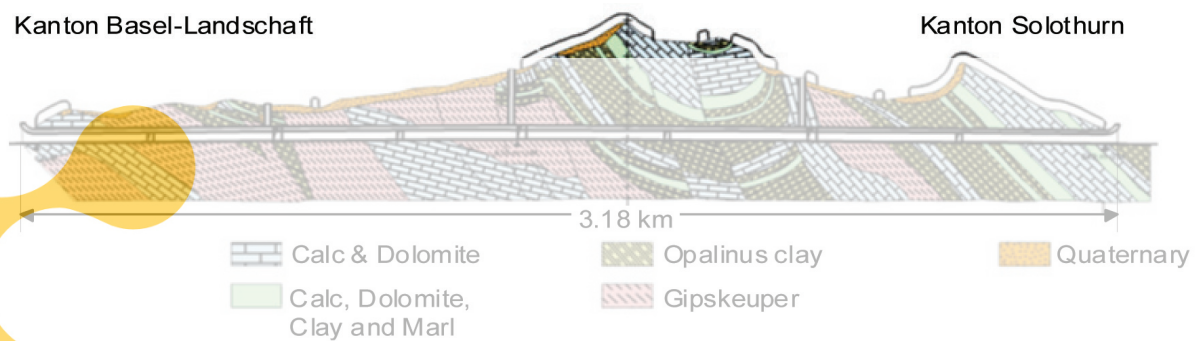 Kanton Basel-Landschaft
Kanton Solothurn
3.18 km
Calc & Dolomite
Opalinus clay
Quaternary
Calc, Dolomite,
Clay and Marl
Gipskeuper